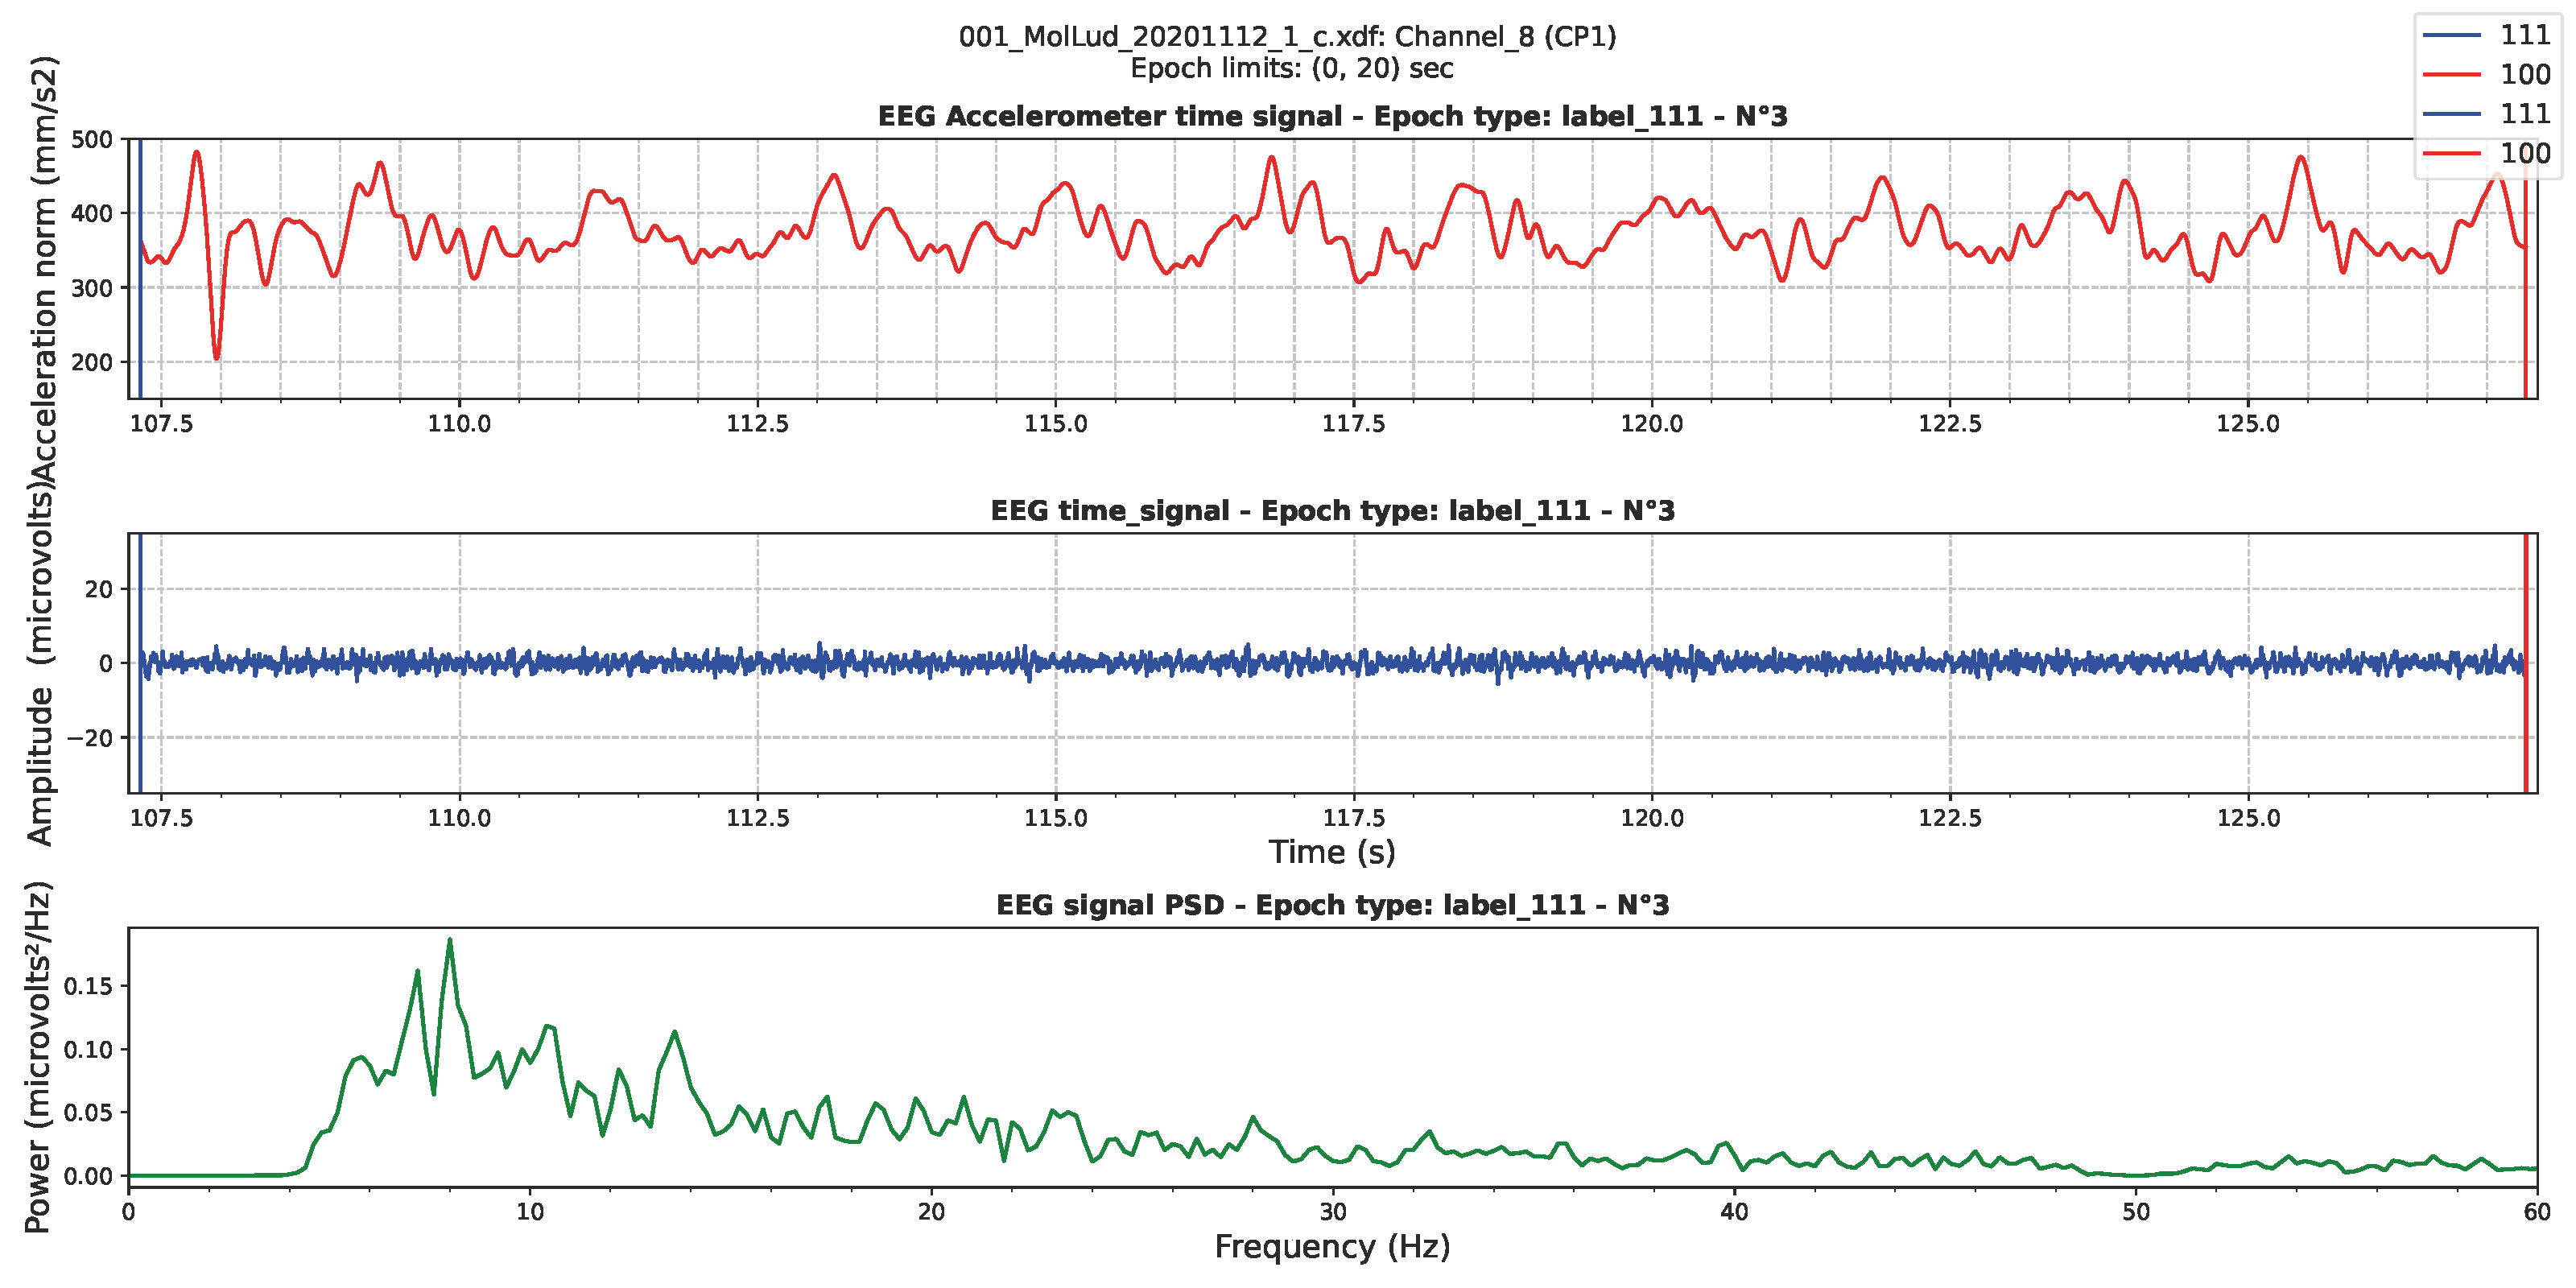 001_MolLud_20201112_1_c.xdf: Channel_8 (CP1)
Epoch limits: (0, 20) sec
111
100
111
100
EEG Accelerometer time signal - Epoch type: label_111 - N°3
Acceleration norm (mm/s2)
500
400
300
200
107.5 110.0 112.5 115.0 117.5 120.0 122.5 125.0
EEG time_signal - Epoch type: label_111 - N°3
Amplitude (microvolts)
20
0
−20
107.5 110.0 112.5 115.0 117.5 120.0 122.5 125.0
Time (s)
EEG signal PSD - Epoch type: label_111 - N°3
Power (microvolts²/Hz)
0.15
0.10
0.05
0.00
0 10 20 30 40 50 60
Frequency (Hz)